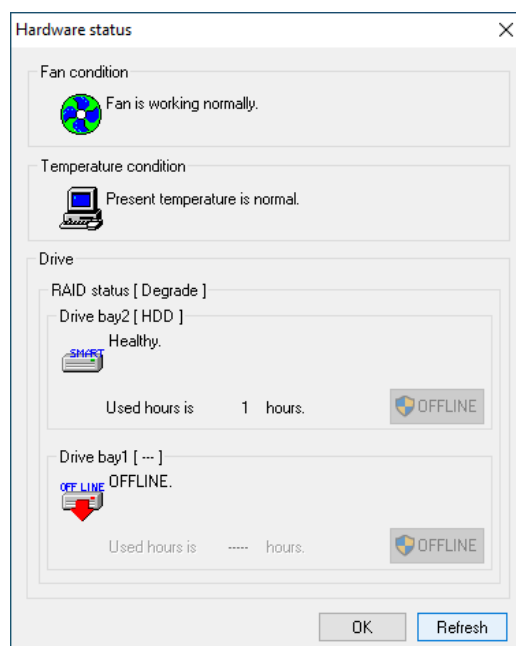 Hardware status
Fan condition
Fan is working normally.
Temperature condition
Present temperature is normal.
Drive
RAID status [ Degrade ]
Drive bay2 [ HDD ]
SMART
Healthy.
Used hours is 1 hours.
OFFLINE
Drive bay1 [ --- ]
OFF LINE
OFFLINE.
Used hours is ----- hours.
OFFLINE
OK
Refresh